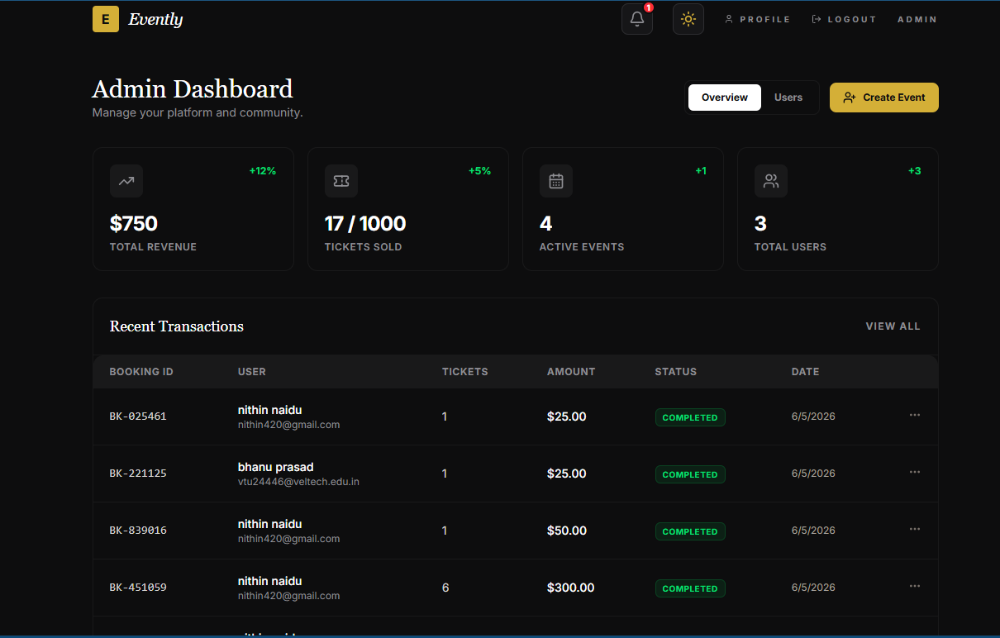 E Evently 1 PROFILE LOGOUT ADMIN
Admin Dashboard
Manage your platform and community.
Overview Users Create Event
+12% +5% +1 +3
$750 17 / 1000 4 3
TOTAL REVENUE TICKETS SOLD ACTIVE EVENTS TOTAL USERS
Recent Transactions VIEW ALL
BOOKING ID USER TICKETS AMOUNT STATUS DATE
BK-025461 nithin naidu 1 $25.00 COMPLETED 6/5/2026 ...
nithin420@gmail.com
BK-221125 bhanu prasad 1 $25.00 COMPLETED 6/5/2026 ...
vtu24446@veltech.edu.in
BK-839016 nithin naidu 1 $50.00 COMPLETED 6/5/2026 ...
nithin420@gmail.com
BK-451059 nithin naidu 6 $300.00 COMPLETED 6/5/2026 ...
nithin420@gmail.com